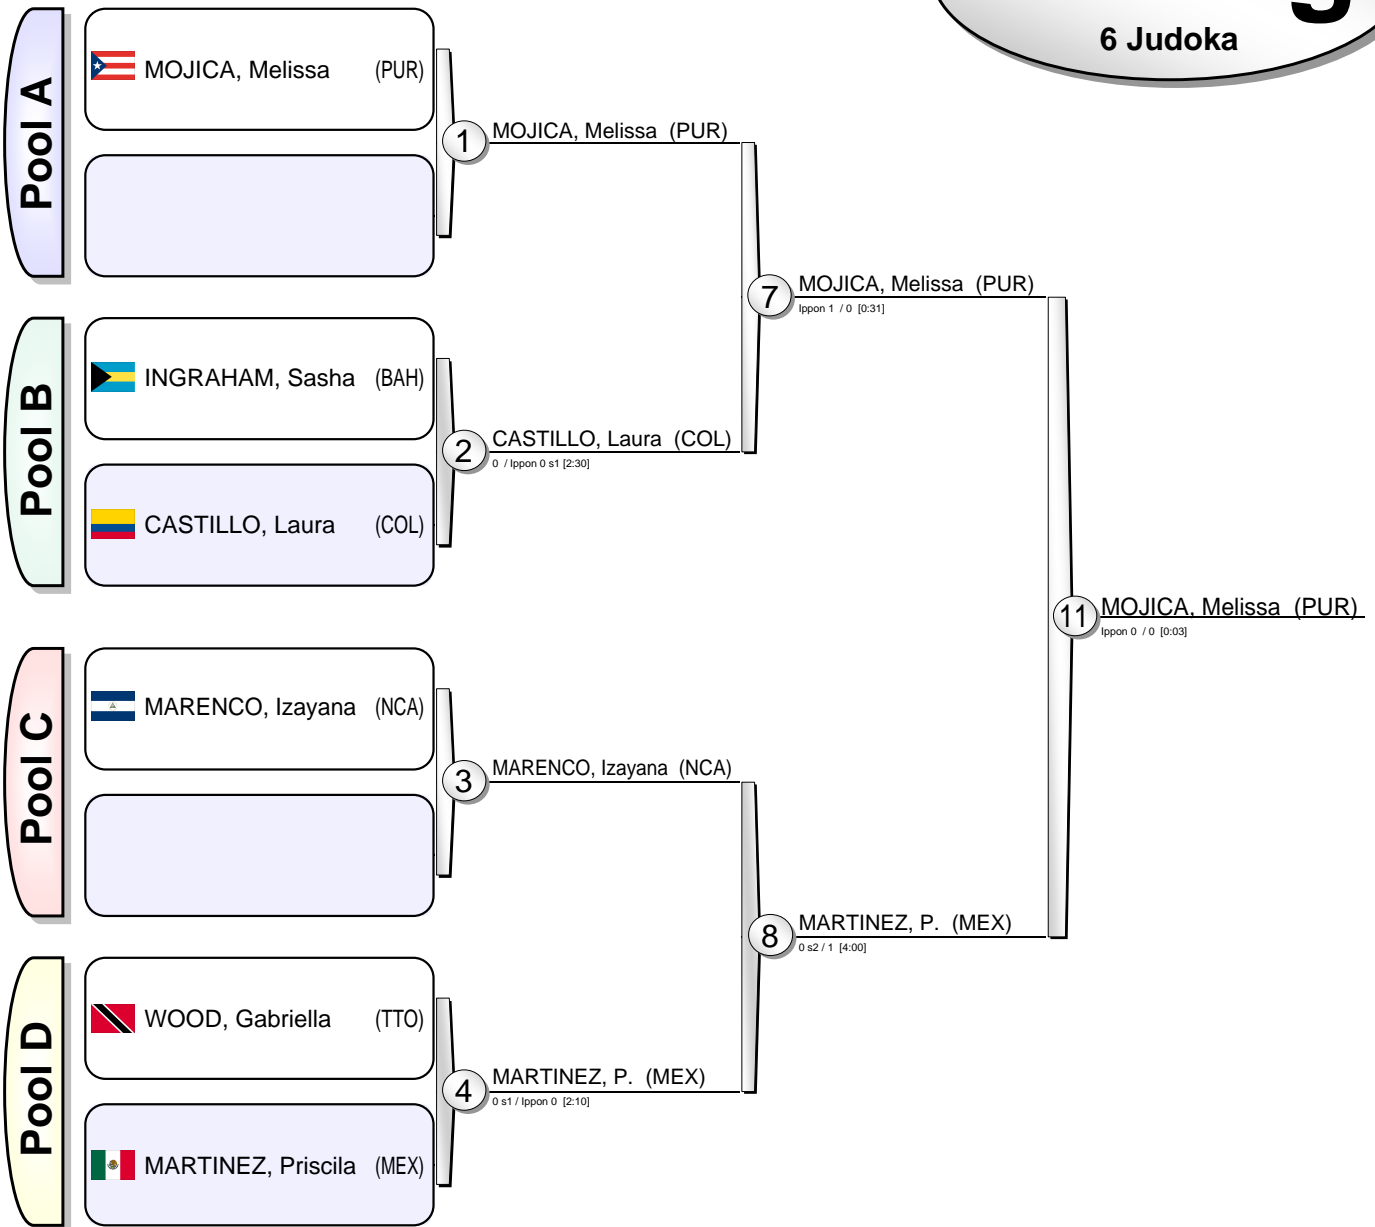 6 Judoka
Pool A
MOJICA, Melissa (PUR)
1
MOJICA, Melissa (PUR)
7
MOJICA, Melissa (PUR)
Ippon 1 / 0 [0:31]
Pool B
INGRAHAM, Sasha (BAH)
2
CASTILLO, Laura (COL)
0 / Ippon 0 s1 [2:30]
CASTILLO, Laura (COL)
11
MOJICA, Melissa (PUR)
Ippon 0 / 0 [0:03]
Pool C
MARENCO, Izayana (NCA)
3
MARENCO, Izayana (NCA)
8
MARTINEZ, P. (MEX)
0 s2 / 1 [4:00]
Pool D
WOOD, Gabriella (TTO)
4
MARTINEZ, P. (MEX)
0 s1 / Ippon 0 [2:10]
MARTINEZ, Priscila (MEX)